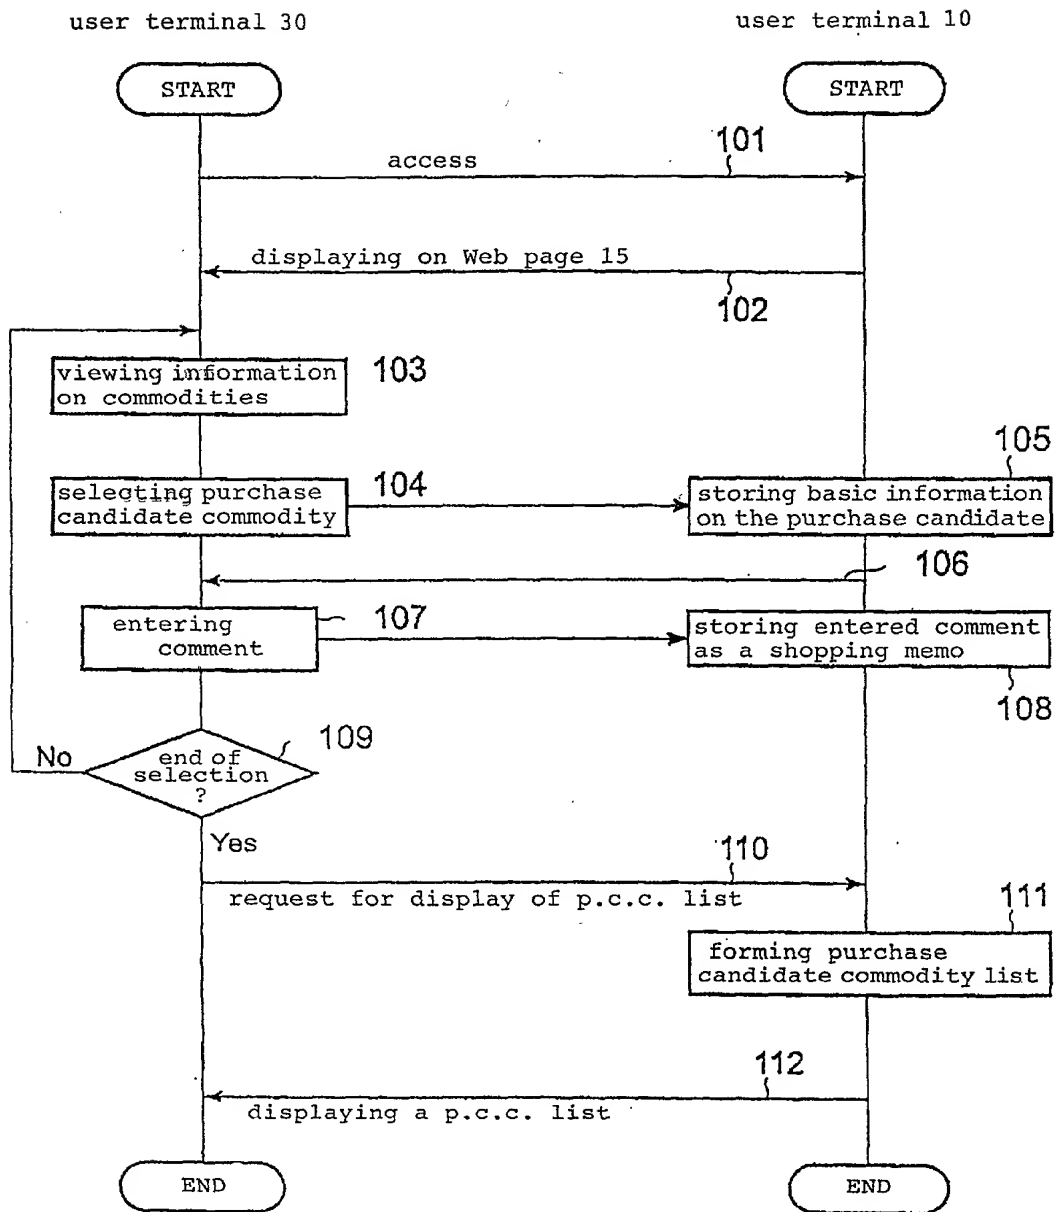 user terminal 30
user terminal 10
START
START
101
access
displaying on Web page 15
102
viewing information
on commodities
103
105
selecting purchase
candidate commodity
104
storing basic information
on the purchase candidate
106
entering
comment
107
storing entered comment
as a shopping memo
108
109
No
end of
selection
?
Yes
110
request for display of p.c.c. list
111
forming purchase
candidate commodity list
112
displaying a p.c.c. list
END
END